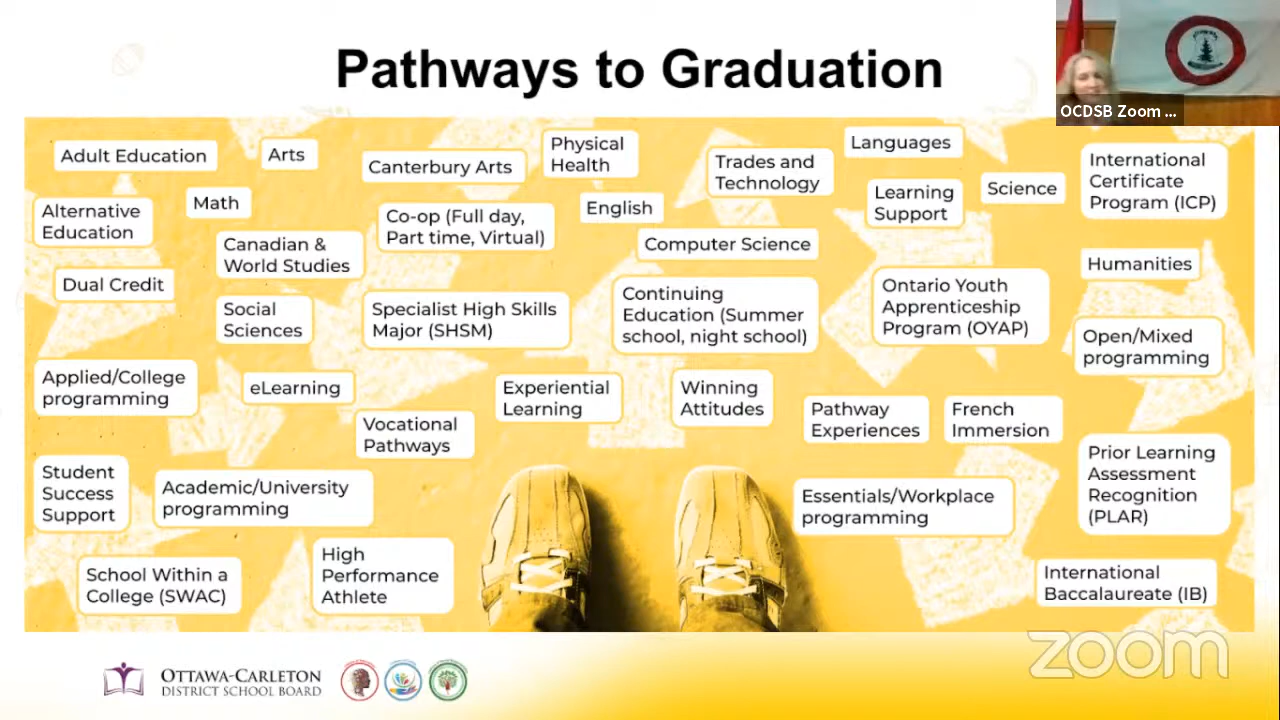 Pathways to Graduation
OCDSB Zoom ...
Adult Education
Arts
Canterbury Arts
Physical
Health
Trades and
Technology
Languages
International
Certificate
Program (ICP)
Alternative
Education
Math
Co-op (Full day,
Part time, Virtual)
English
Learning
Support
Science
Canadian &
World Studies
Computer Science
Humanities
Dual Credit
Social
Sciences
Specialist High Skills
Major (SHSM)
Continuing
Education (Summer
school, night school)
Ontario Youth
Apprenticeship
Program (OYAP)
Open/Mixed
programming
Applied/College
programming
eLearning
Experiential
Learning
Winning
Attitudes
Vocational
Pathways
Pathway
Experiences
French
Immersion
Student
Success
Support
Academic/University
programming
Essentials/Workplace
programming
Prior Learning
Assessment
Recognition
(PLAR)
School Within a
College (SWAC)
High
Performance
Athlete
International
Baccalaureate (IB)
zoom
OTTAWA-CARLETON
DISTRICT SCHOOL BOARD